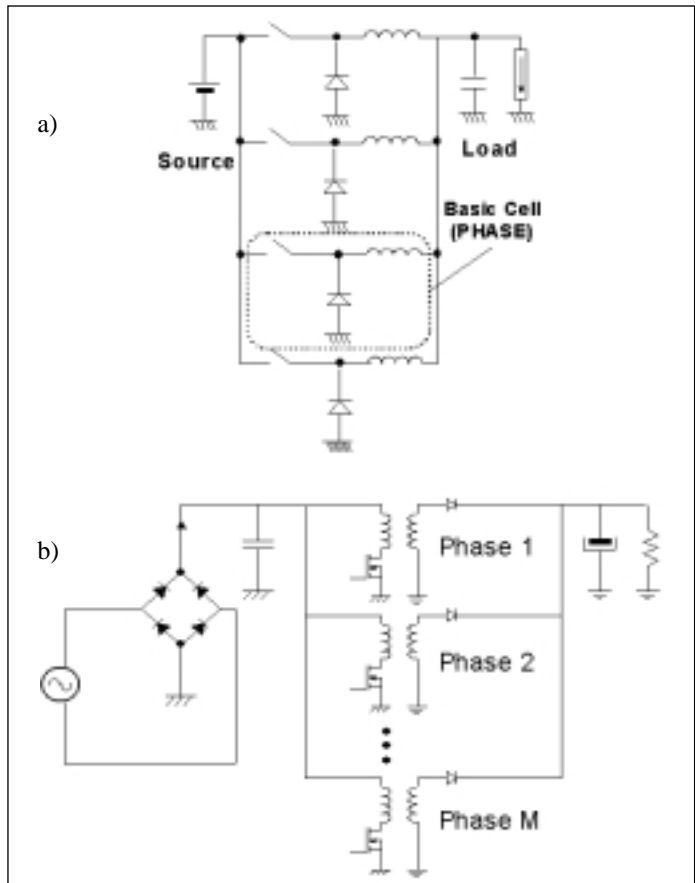 a)
Source
Load
Basic Cell
(PHASE)
b)
Phase 1
Phase 2
Phase M